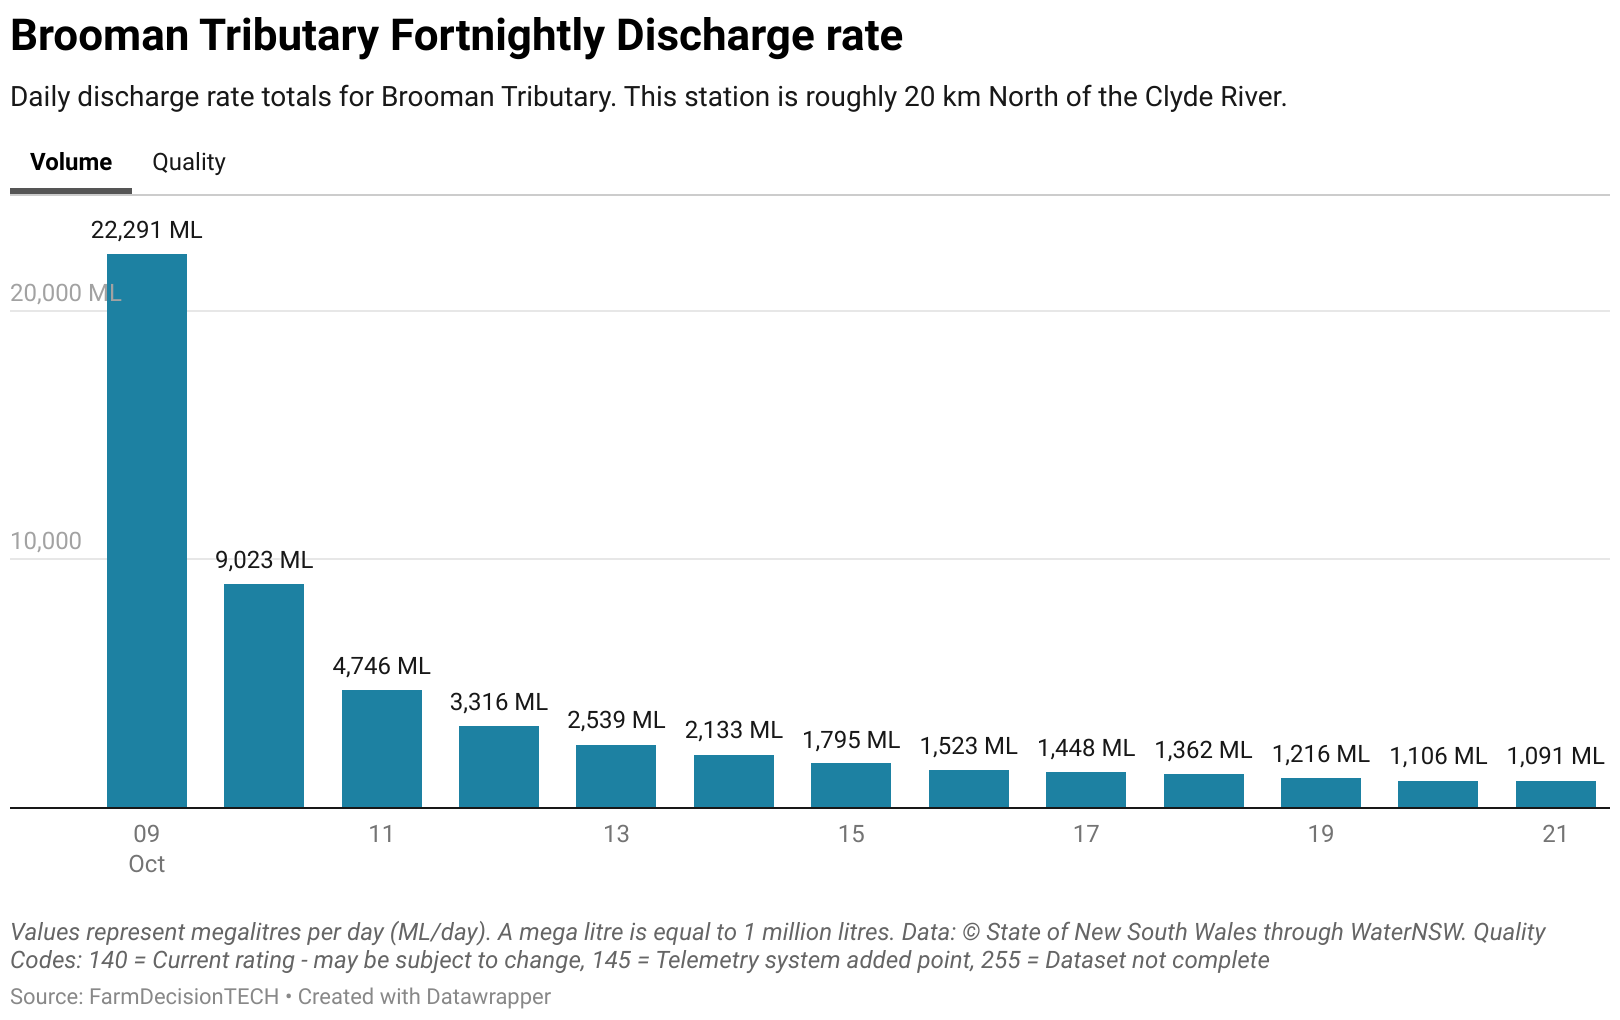 Brooman Tributary Fortnightly Discharge rate
Daily discharge rate totals for Brooman Tributary. This station is roughly 20 km North of the Clyde River.
Volume Quality
22,291 ML
20,000 ML
10,000
9,023 ML
4,746 ML
3,316 ML
2,539 ML
2,133 ML
1,795 ML
1,523 ML
1,448 ML
1,362 ML
1,216 ML
1,106 ML
1,091 ML
09 11 13 15 17 19 21
Oct
Values represent megalitres per day (ML/day). A mega litre is equal to 1 million litres. Data: © State of New South Wales through WaterNSW. Quality
Codes: 140 = Current rating - may be subject to change, 145 = Telemetry system added point, 255 = Dataset not complete
Source: FarmDecisionTECH • Created with Datawrapper